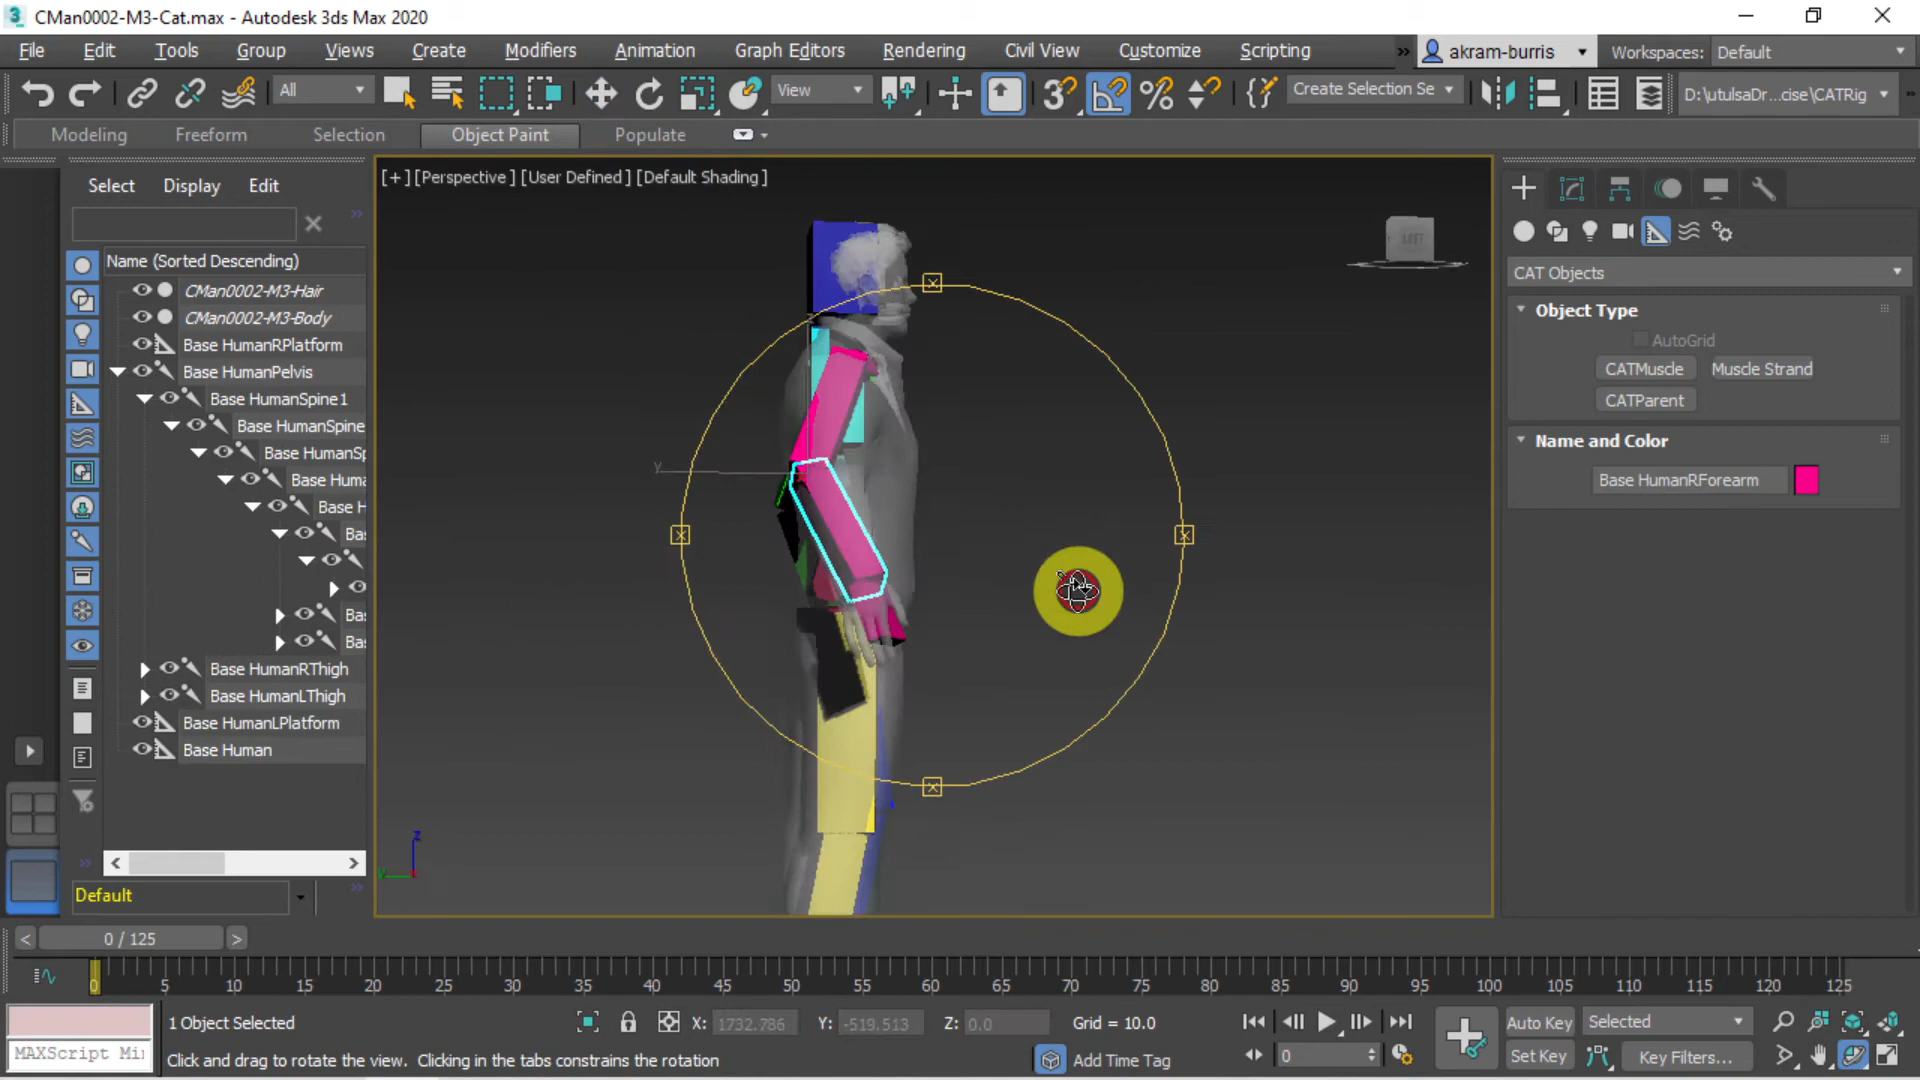 CMan0002-M3-Cat.max - Autodesk 3ds Max 2020
File Edit Tools Group Views Create Modifiers Animation Graph Editors Rendering Civil View Customize Scripting » akram-burris Workspaces: Default
All View Create Selection Se D:\utulsaDr...cise\CATRig
Modeling Freeform Selection Object Paint Populate
Select Display Edit
[+] [Perspective] [User Defined] [Default Shading]
LEFT
Name (Sorted Descending)
CMan0002-M3-Hair
CMan0002-M3-Body
Base HumanRPlatform
Base HumanPelvis
Base HumanSpine1
Base HumanSpine
Base HumanSp
Base Huma
Base H
Bas
Bas
Bas
Base HumanRThigh
Base HumanLThigh
Base HumanLPlatform
Base Human
Default
y
z
CAT Objects
Object Type
AutoGrid
CATMuscle Muscle Strand
CATParent
Name and Color
Base HumanRForearm
< 0 / 125 >
0 5 10 15 20 25 30 35 40 45 50 55 60 65 70 75 80 85 90 95 100 105 110 115 120 125
1 Object Selected X: 1732.786 Y: -519.513 Z: 0.0 Grid = 10.0 Auto Key Selected
MAXScript Mi Click and drag to rotate the view. Clicking in the tabs constrains the rotation Add Time Tag 0 Set Key Key Filters...